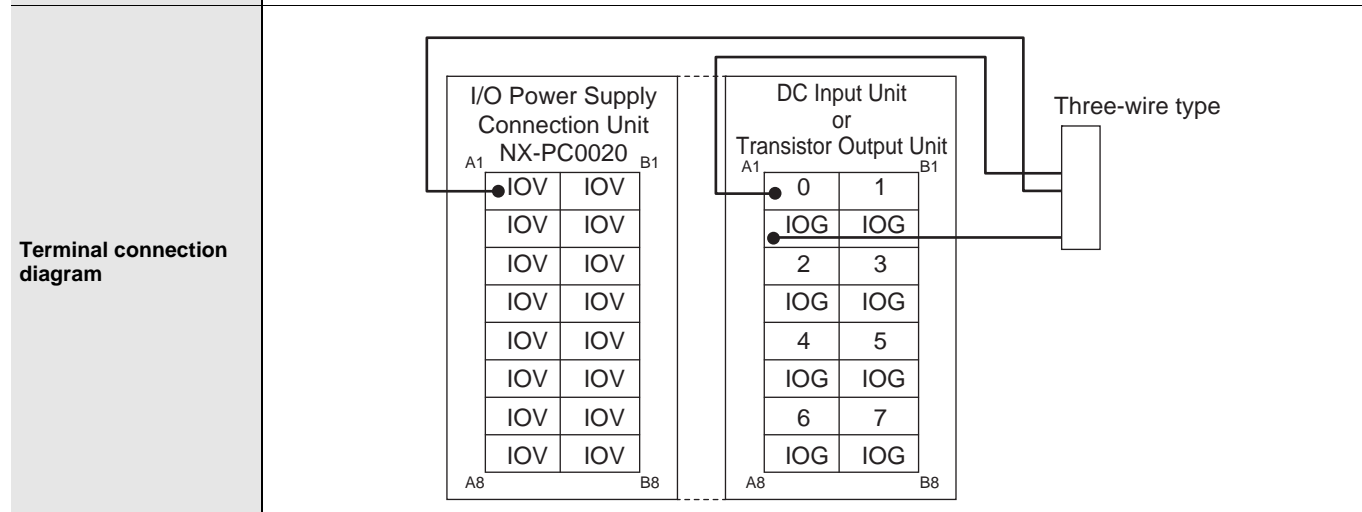 Terminal connection
diagram
I/O Power Supply
Connection Unit
NX-PC0020
A1 B1
IOV IOV
IOV IOV
IOV IOV
IOV IOV
IOV IOV
IOV IOV
IOV IOV
IOV IOV
A8 B8
DC Input Unit
or
Transistor Output Unit
A1 B1
0 1
IOG IOG
2 3
IOG IOG
4 5
IOG IOG
6 7
IOG IOG
A8 B8
Three-wire type